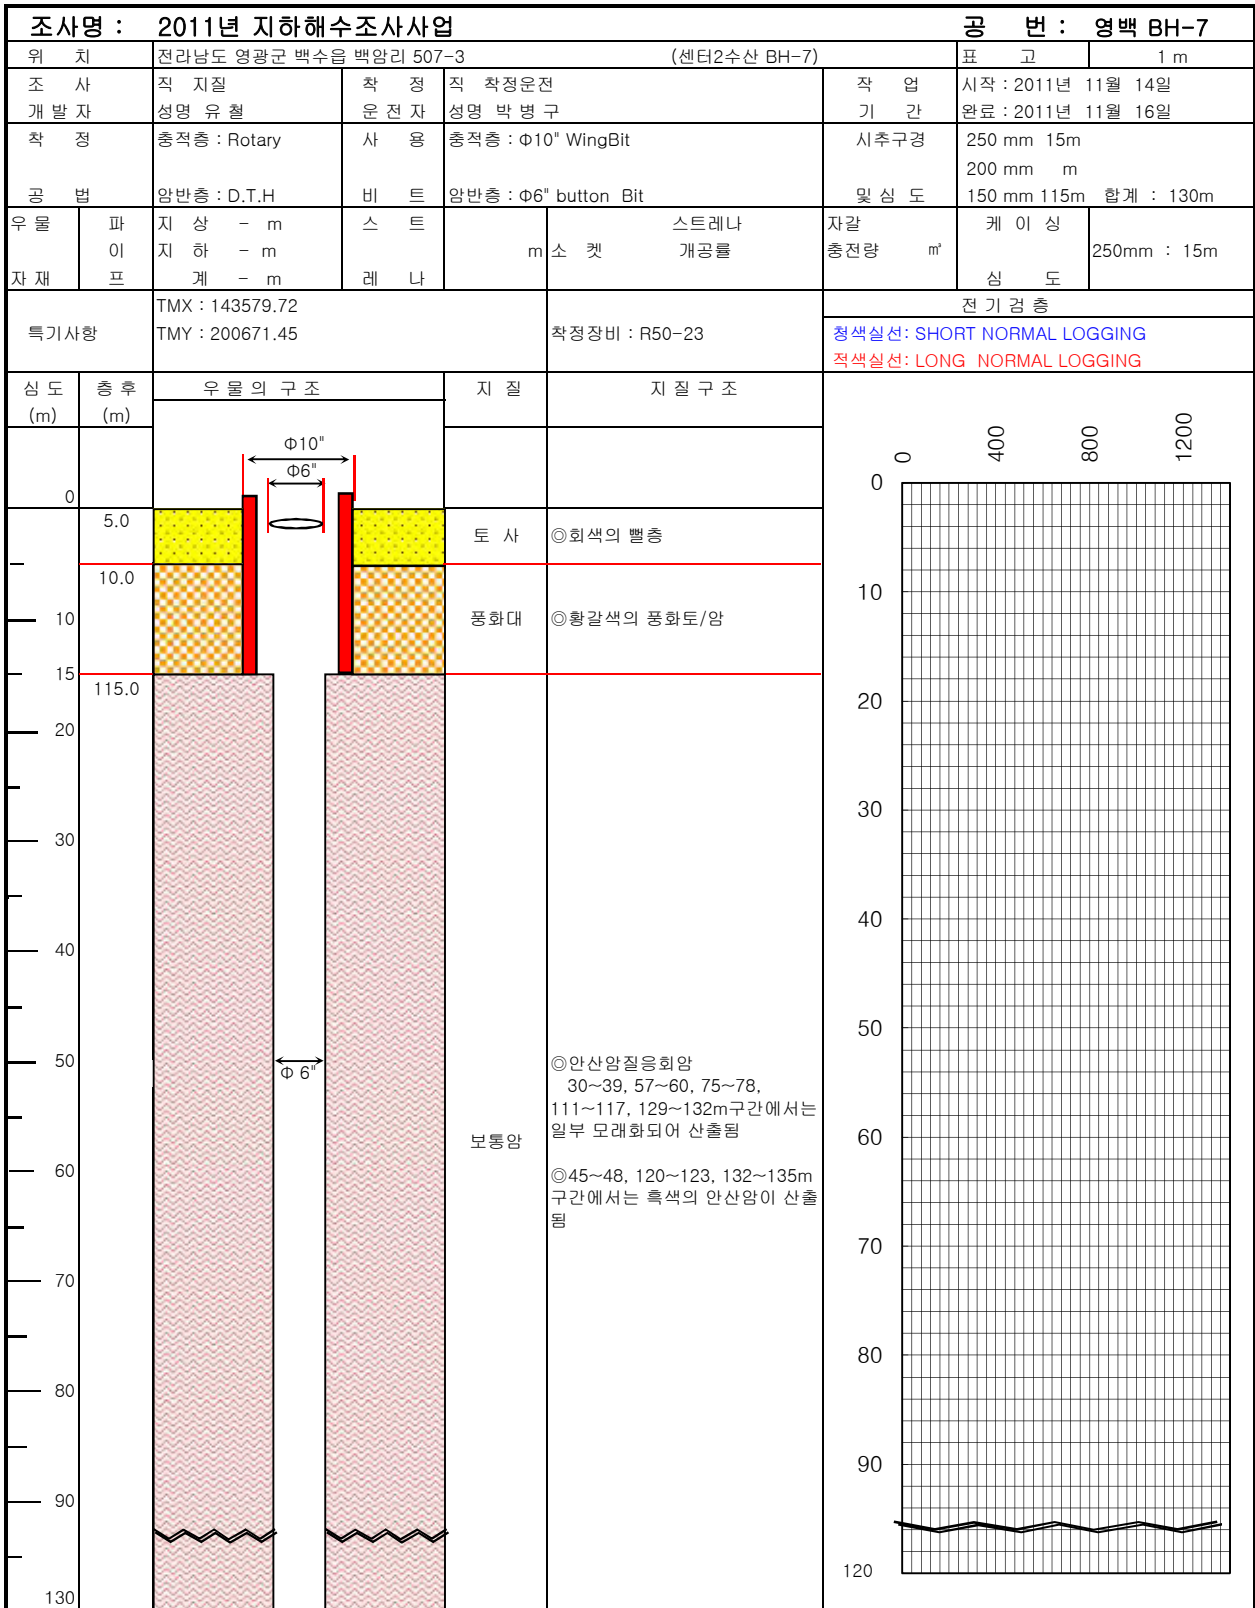 조사명 : 2011년 지하해수조사사업 공 번 : 영백 BH-7
위 치 전라남도 영광군 백수읍 백암리 507-3 (센터2수산 BH-7) 표 고 1 m
조 사 직 지질 착 정 직 착정운전 작 업 시작 : 2011년 11월 14일
개 발 자 성명 유 철 운 전 자 성명 박 병 구 기 간 완료 : 2011년 11월 16일
착 정 충적층 : Rotary 사 용 충적층 : Φ10" WingBit 시추구경 250 mm 15m
200 mm m
공 법 암반층 : D.T.H 비 트 암반층 : Φ6" button Bit 및 심 도 150 mm 115m 합계 : 130m
우 물 파 지 상 - m 스 트 스트레나 자갈 케 이 싱
이 지 하 - m m 소 켓 개공률 충전량 ㎥ 250mm : 15m
자 재 프 계 - m 레 나 심 도
TMX : 143579.72 전 기 검 층
특기사항 TMY : 200671.45 착정장비 : R50-23 청색실선: SHORT NORMAL LOGGING
적색실선: LONG NORMAL LOGGING
심 도 층 후 우 물 의 구 조 지 질 지 질 구 조
(m) (m)
Φ10"
Φ6"
0 400 800 1200
0
0
5.0
토 사 ◎회색의 뻘층
10.0
10
10 풍화대 ◎황갈색의 풍화토/암
15
115.0
20
20
30
30
40
40
50
50
Φ 6"
◎안산암질응회암
30~39, 57~60, 75~78,
111~117, 129~132m구간에서는
일부 모래화되어 산출됨
보통암
60
60
◎45~48, 120~123, 132~135m
구간에서는 흑색의 안산암이 산출
됨
70
70
80
80
90
90
120
130